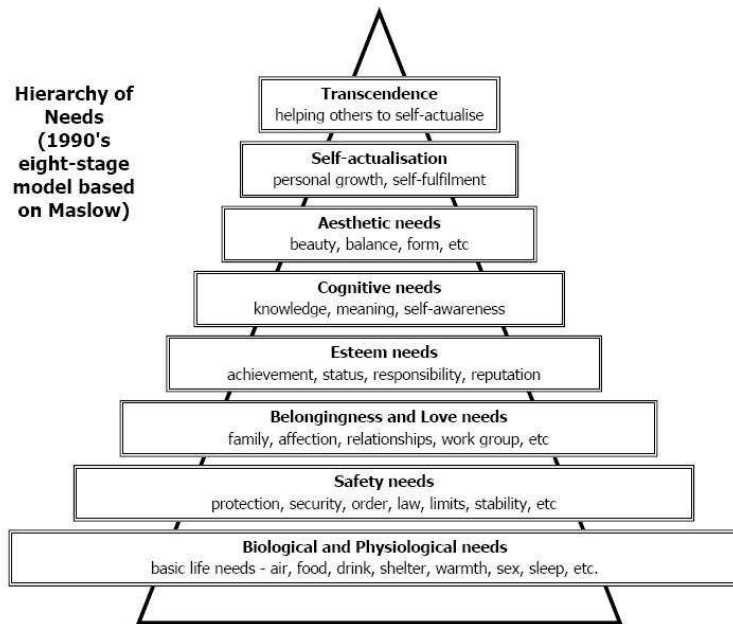 Hierarchy of
Needs
(1990's
eight-stage
model based
on Maslow)
Transcendence
helping others to self-actualise
Self-actualisation
personal growth, self-fulfilment
Aesthetic needs
beauty, balance, form, etc
Cognitive needs
knowledge, meaning, self-awareness
Esteem needs
achievement, status, responsibility, reputation
Belongingness and Love needs
family, affection, relationships, work group, etc
Safety needs
protection, security, order, law, limits, stability, etc
Biological and Physiological needs
basic life needs - air, food, drink, shelter, warmth, sex, sleep, etc.